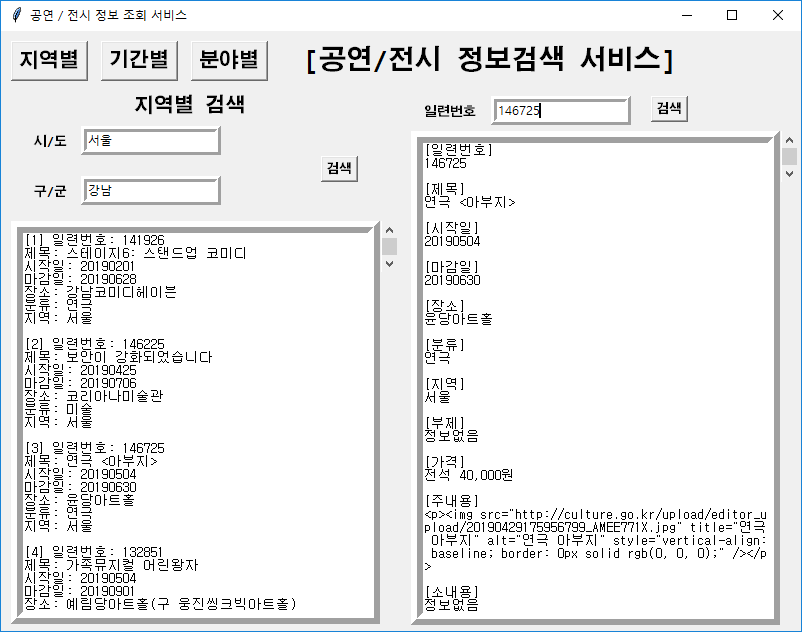 공연 / 전시 정보 조회 서비스
지역별 기간별 분야별 [공연/전시 정보검색 서비스]
지역별 검색
시/도 서울
구/군 강남
검색
[1] 일련번호: 141926
제목: 스테이지6: 스탠드업 코미디
시작일: 20190201
마감일: 20190628
장소: 강남코미디헤이븐
분류: 연극
지역: 서울
[2] 일련번호: 146225
제목: 보안이 강화되었습니다
시작일: 20190425
마감일: 20190706
장소: 코리아나미술관
분류: 미술
지역: 서울
[3] 일련번호: 146725
제목: 연극 <아부지>
시작일: 20190504
마감일: 20190630
장소: 윤당아트홀
분류: 연극
지역: 서울
[4] 일련번호: 132851
제목: 가족뮤지컬 어린왕자
시작일: 20190504
마감일: 20190901
장소: 예림당아트홀(구 웅진씽크빅아트홀)
일련번호 146725 검색
[일련번호]
146725
[제목]
연극 <아부지>
[시작일]
20190504
[마감일]
20190630
[장소]
윤당아트홀
[분류]
연극
[지역]
서울
[부제]
정보없음
[가격]
전석 40,000원
[주내용]
<p><img src="http://culture.go.kr/upload/editor_u
pload/20190429175956799_AMEE771X.jpg" title="연극
아부지" alt="연극 아부지" style="vertical-align:
baseline; border: 0px solid rgb(0, 0, 0);" /></p
>
[소내용]
정보없음